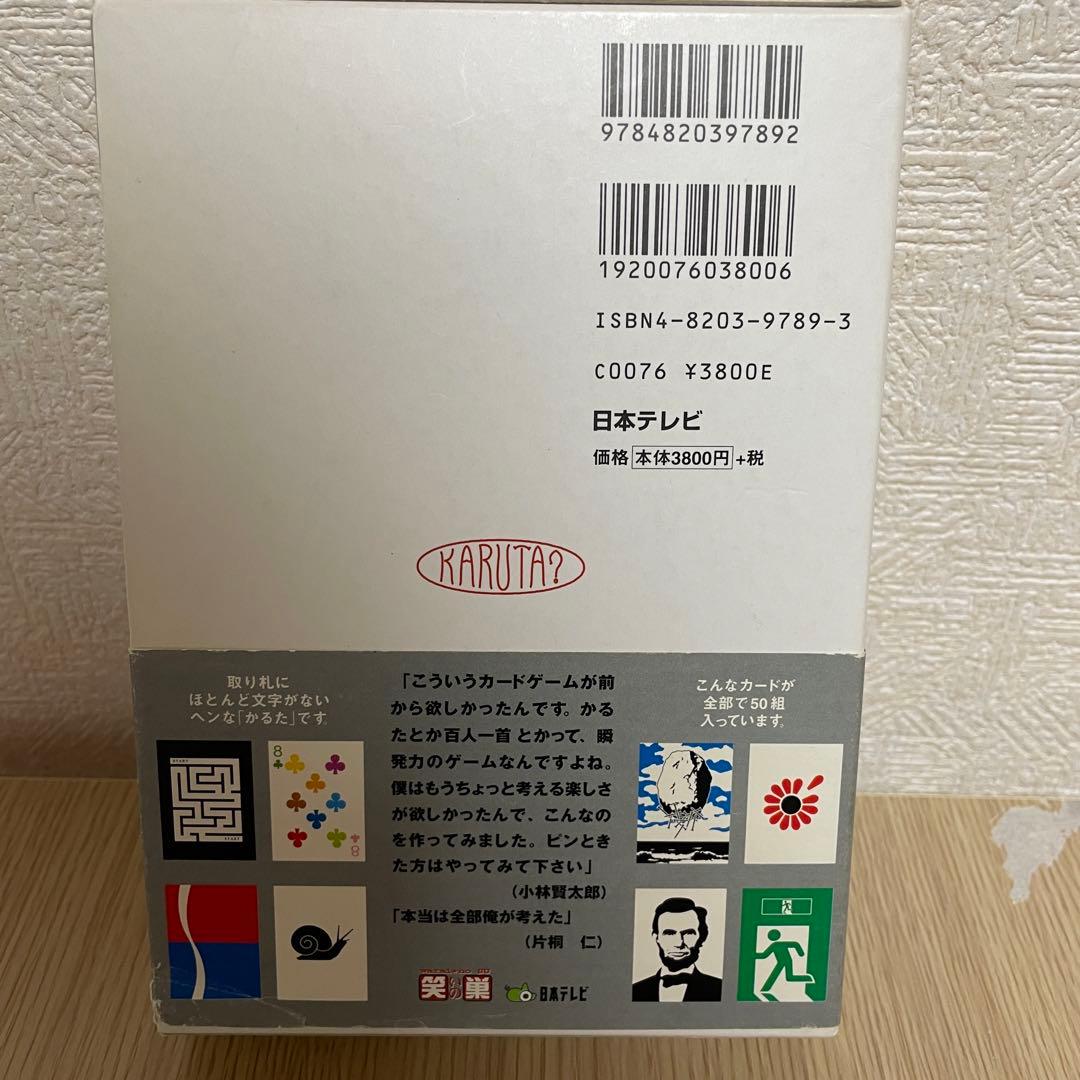 9784820397892
1920076038006
ISBN4-8203-9789-3
C0076 ¥3800E
日本テレビ
価格 本体3800円 +税
KARUTA?
取り札に
ほとんど文字がない
ヘンな「かるた」です。
「こういうカードゲームが前
から欲しかったんです。かる
たとか百人一首 とかって、瞬
発力のゲームなんですよね。
僕はもうちょっと考える楽しさ
が欲しかったんで、こんなの
を作ってみました。ピンとき
た方はやってみて下さい」
（小林賢太郎）
「本当は全部俺が考えた」
（片桐 仁）
笑いの巣
日本テレビ
こんなカードが
全部で50組
入っています。
START
START
8
8